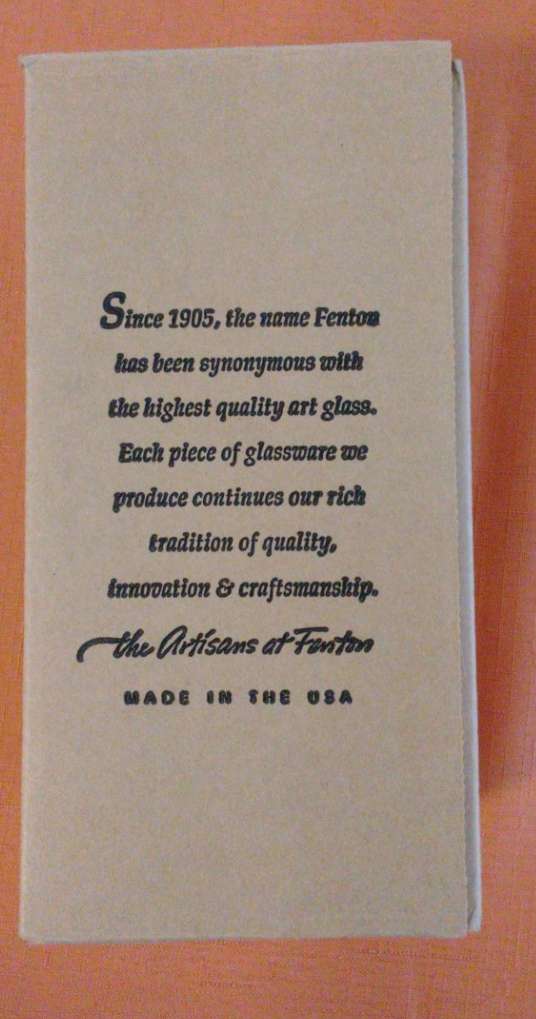 Since 1905, the name Fenton
has been synonymous with
the highest quality art glass.
Each piece of glassware we
produce continues our rich
tradition of quality,
innovation & craftsmanship.
the Artisans at Fenton
MADE IN THE USA